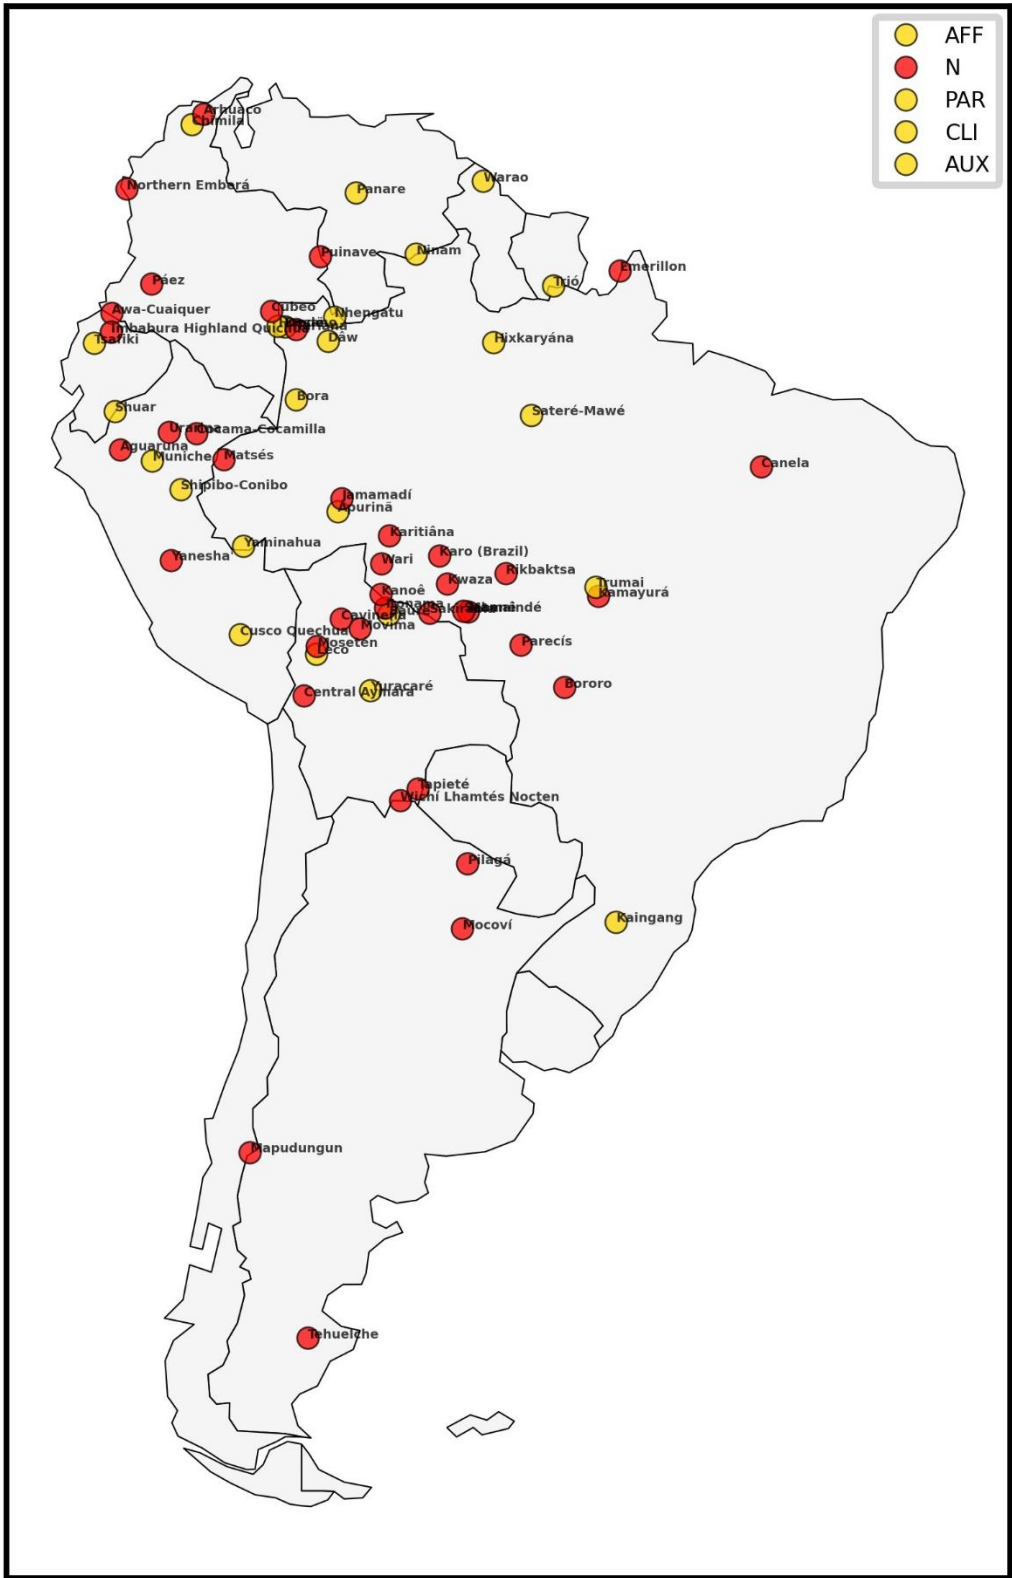 AFF
N
PAR
CLI
AUX
Arhuaco
Chimila
Northern Emberá
Panare
Warao
Puinave
Ninam
Emerillon
Páez
Trió
Awa-Cuaiquer
Cubeo
Nhengatu
Imbabura Highland Quichua
Tsafiki
Dâw
Hixkaryána
Bora
Shuar
Sateré-Mawé
Urarina
Cocama-Cocamilla
Aguaruna
Muniche
Matsés
Canela
Shipibo-Conibo
Jamamadí
Apurinã
Karitiâna
Yaminahua
Yanesha'
Wari
Karo (Brazil)
Rikbaktsa
Kwaza
Trumai
Kamayurá
Kanoê
Cavineña
Movima
Cusco Quechua
Mosetén
Leco
Parecís
Bororo
Central Aymara
Yuracaré
Tapieté
Wichí Lhamtés Nocten
Pilagá
Mocoví
Kaingang
Mapudungun
Tehuelche